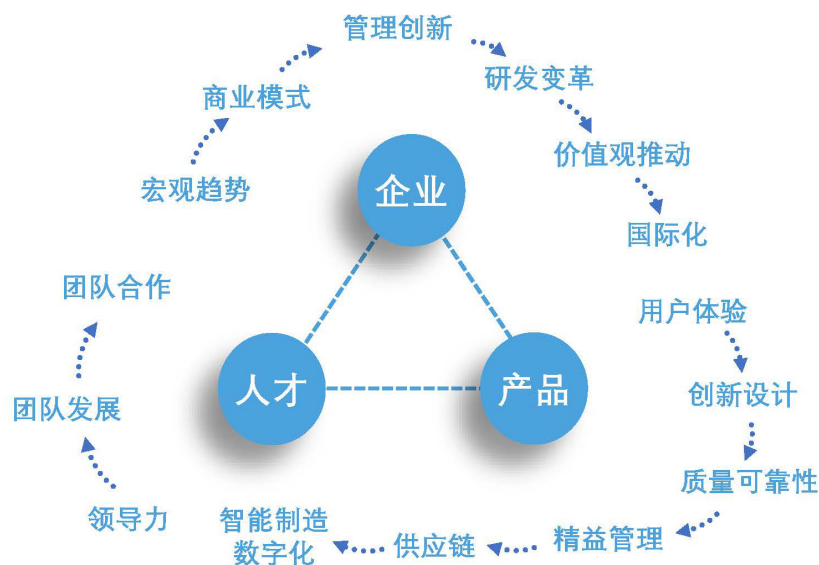 管理创新
研发变革
商业模式
价值观推动
宏观趋势
企业
国际化
团队合作
用户体验
人才
产品
创新设计
团队发展
质量可靠性
领导力
智能制造
数字化
供应链
精益管理